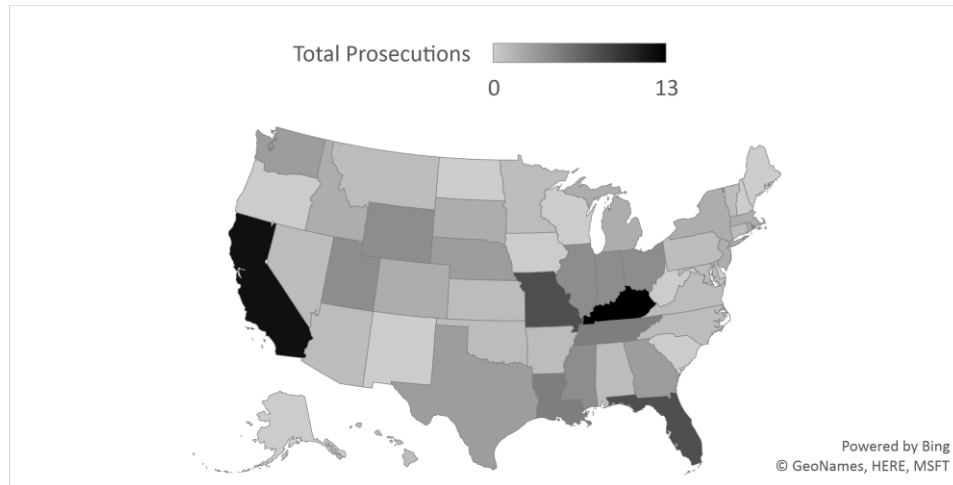 Total Prosecutions
0 13
Powered by Bing
© GeoNames, HERE, MSFT